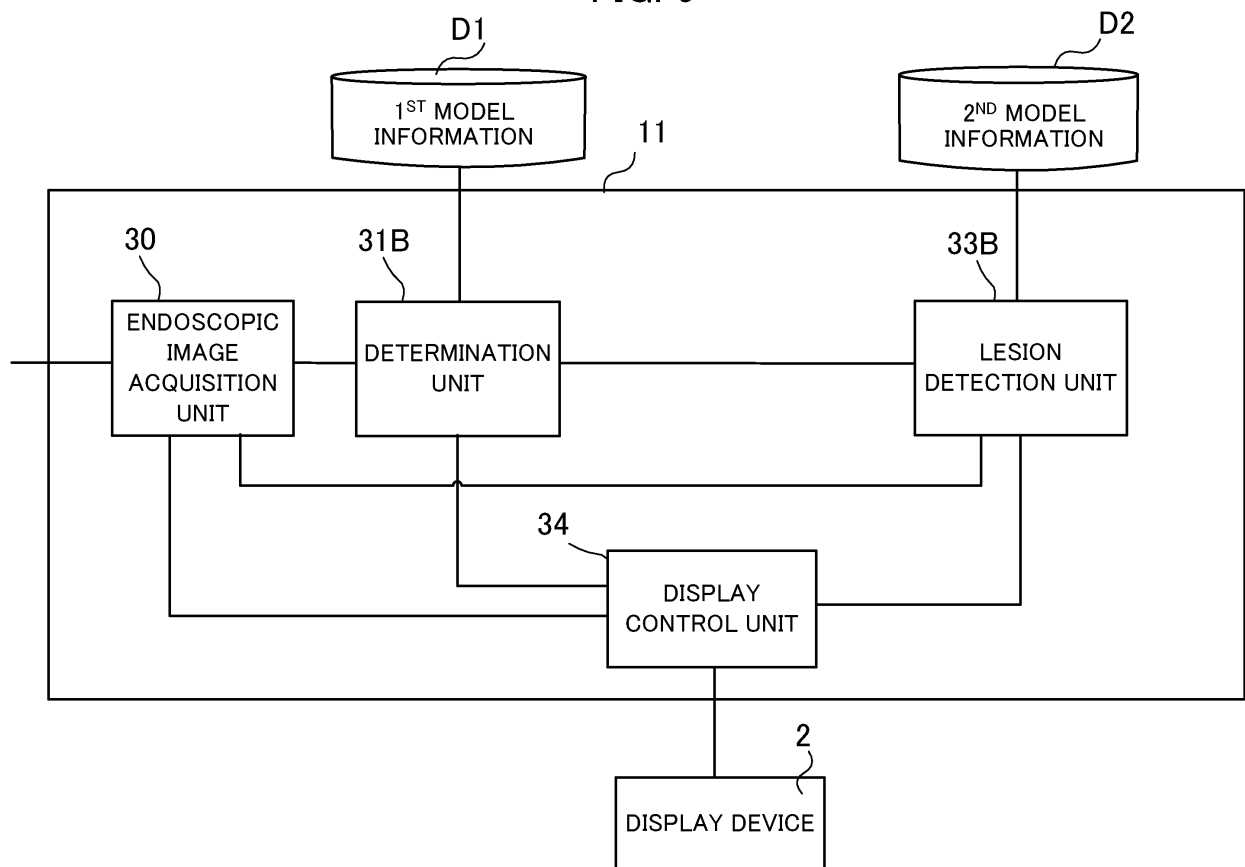 D1
D2
1ST MODEL
INFORMATION
2ND MODEL
INFORMATION
11
30
31B
33B
ENDOSCOPIC
IMAGE
ACQUISITION
UNIT
DETERMINATION
UNIT
LESION
DETECTION UNIT
34
DISPLAY
CONTROL UNIT
2
DISPLAY DEVICE